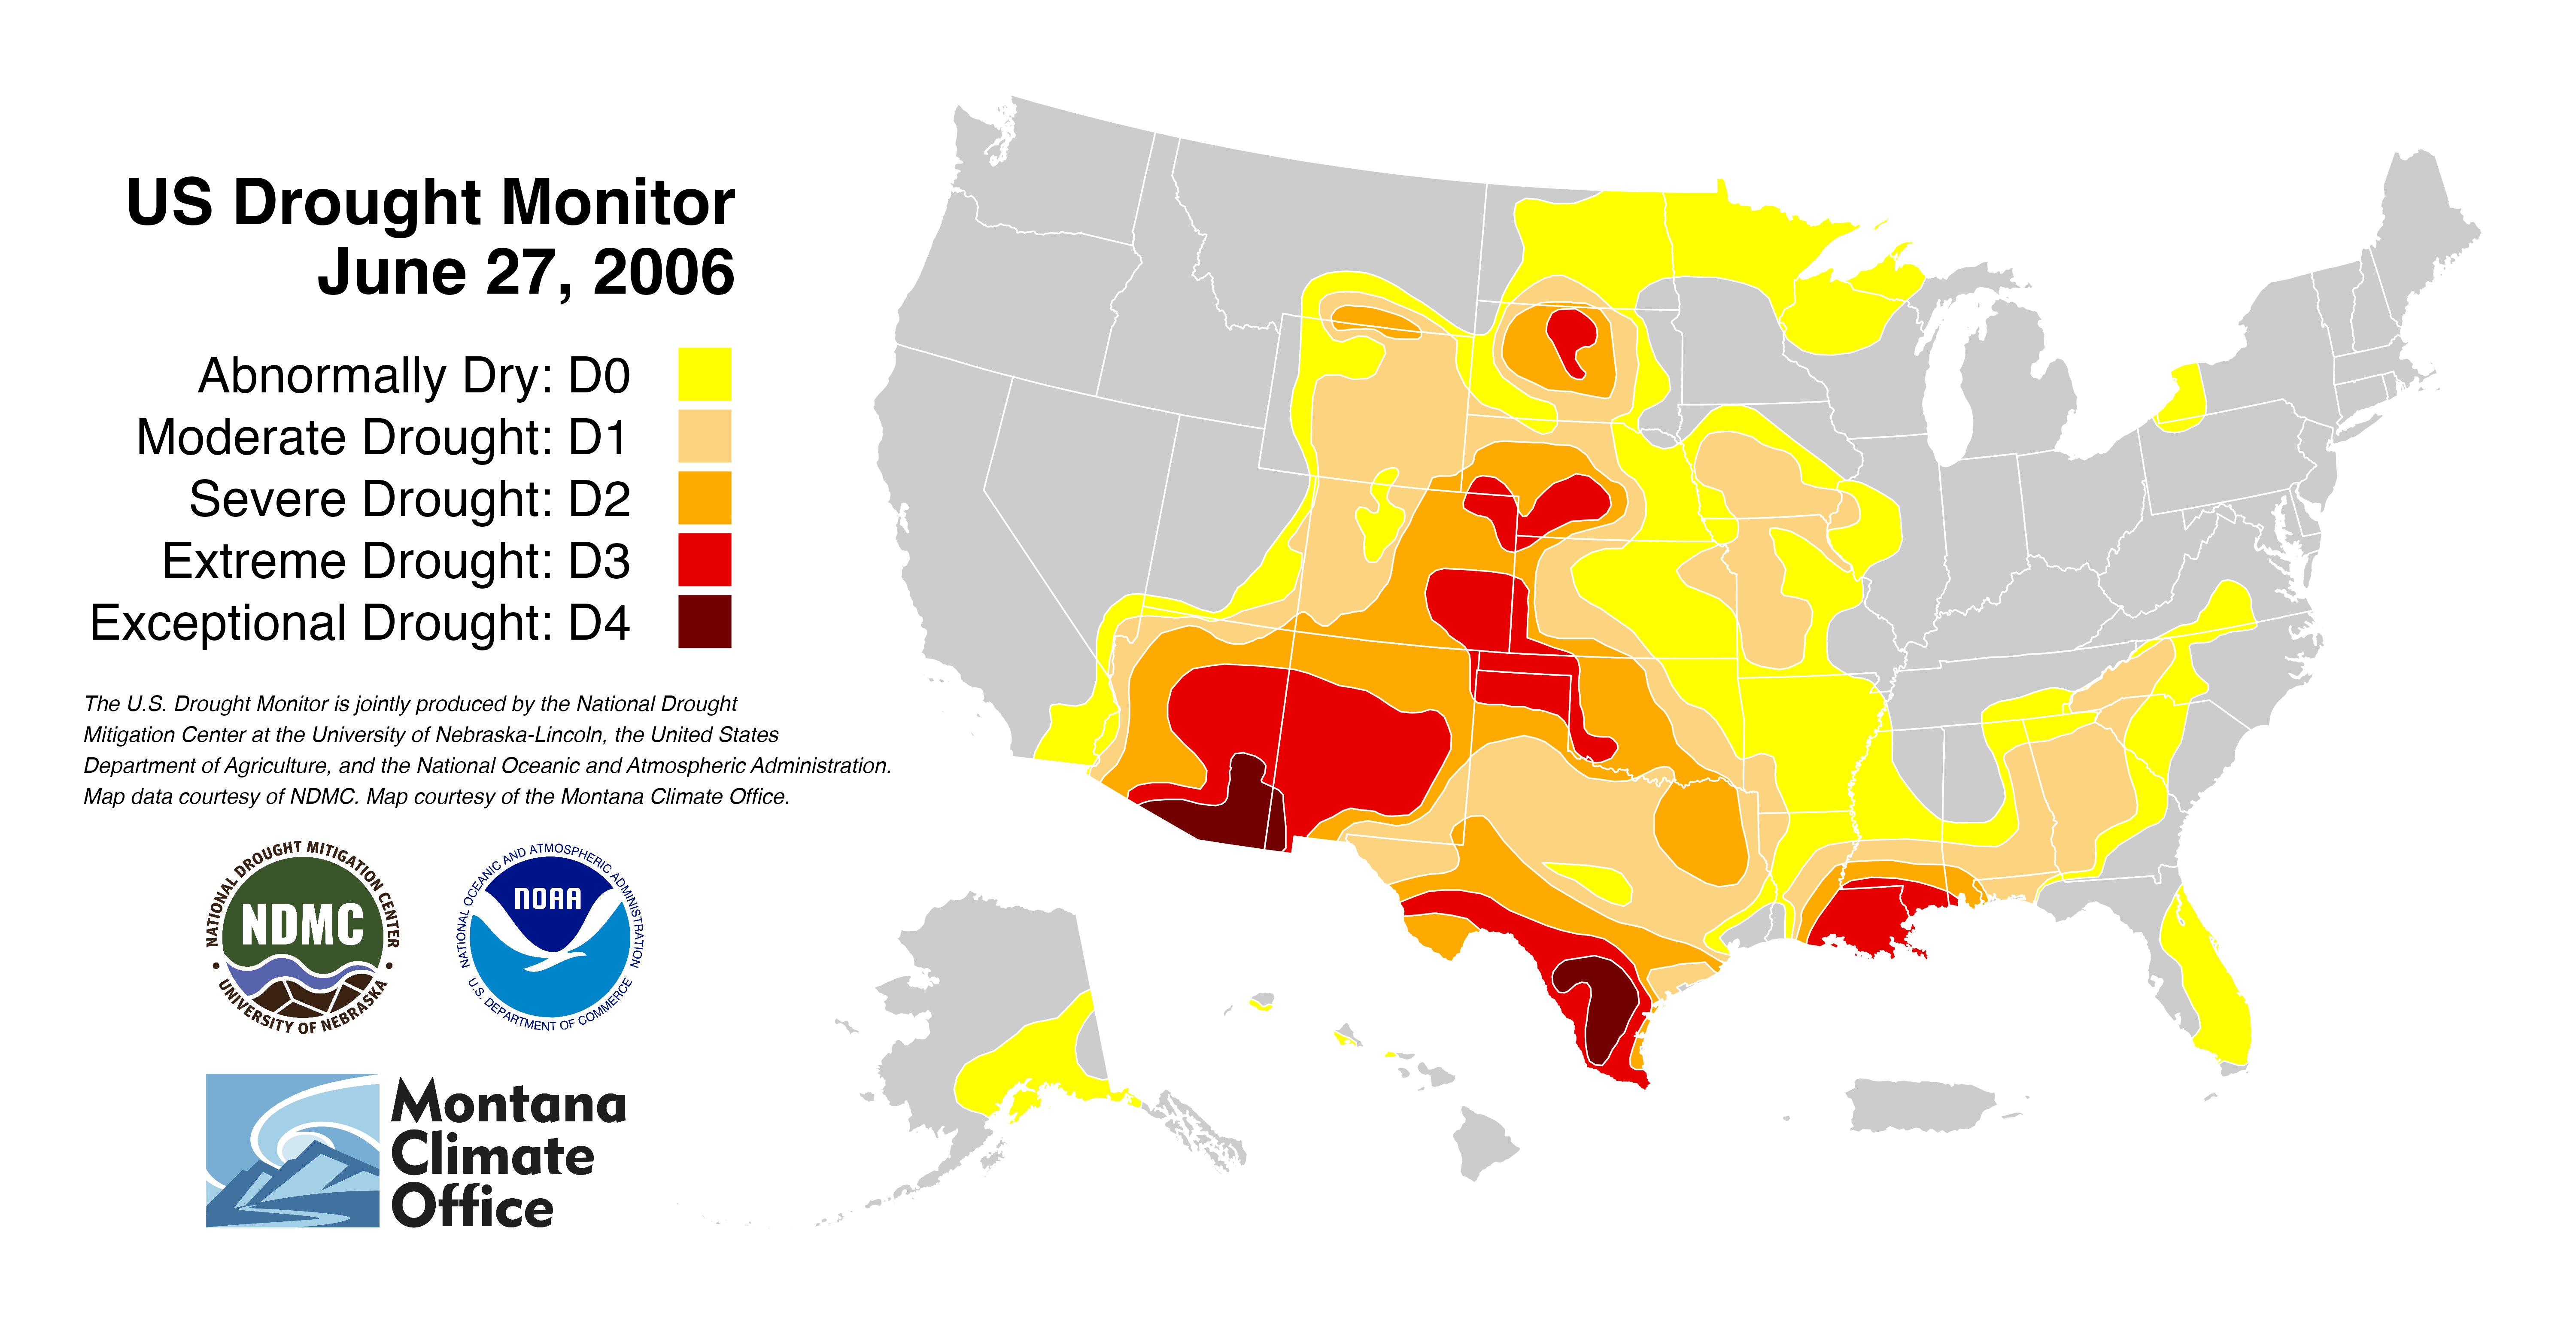 US Drought Monitor
June 27, 2006
Abnormally Dry: D0
Moderate Drought: D1
Severe Drought: D2
Extreme Drought: D3
Exceptional Drought: D4
The U.S. Drought Monitor is jointly produced by the National Drought
Mitigation Center at the University of Nebraska-Lincoln, the United States
Department of Agriculture, and the National Oceanic and Atmospheric Administration.
Map data courtesy of NDMC. Map courtesy of the Montana Climate Office.
NATIONAL DROUGHT MITIGATION CENTER
NDMC
UNIVERSITY OF NEBRASKA
NATIONAL OCEANIC AND ATMOSPHERIC ADMINISTRATION
NOAA
U.S. DEPARTMENT OF COMMERCE
Montana
Climate
Office